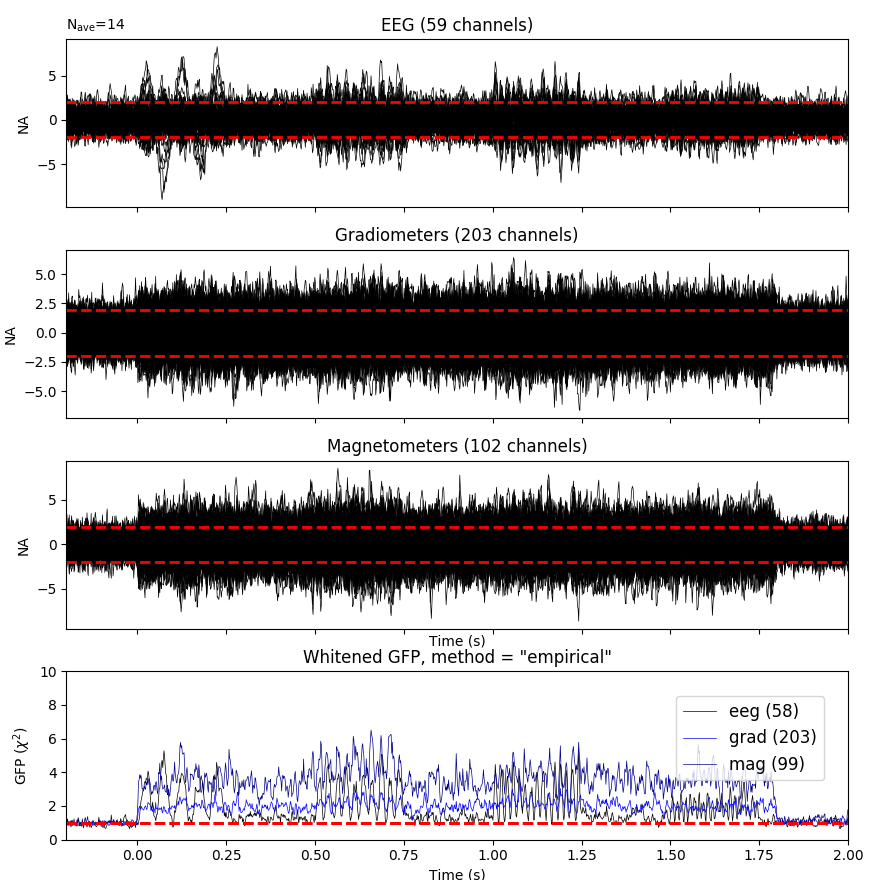 N_ave=14
EEG (59 channels)
5
0
−5
NA
Gradiometers (203 channels)
5.0
2.5
0.0
−2.5
−5.0
NA
Magnetometers (102 channels)
5
0
−5
NA
Time (s)
Whitened GFP, method = "empirical"
10
8
6
4
2
0
GFP (χ²)
eeg (58)
grad (203)
mag (99)
0.00 0.25 0.50 0.75 1.00 1.25 1.50 1.75 2.00
Time (s)